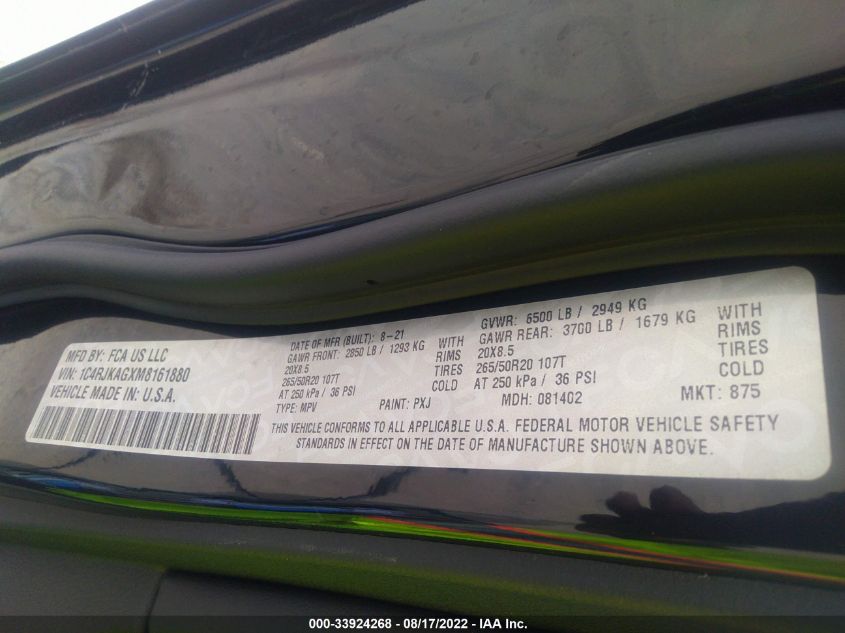 MFD BY: FCA US LLC
VIN: 1C4RJKAGXM8161880
VEHICLE MADE IN: U.S.A.
DATE OF MFR (BUILT): 8-21 GVWR: 6500 LB / 2949 KG
GAWR FRONT: 2850 LB / 1293 KG WITH GAWR REAR: 3700 LB / 1679 KG WITH
20X8.5 RIMS 20X8.5 RIMS
265/50R20 107T TIRES 265/50R20 107T TIRES
AT 250 kPa / 36 PSI COLD AT 250 kPa / 36 PSI COLD
TYPE: MPV PAINT: PXJ MDH: 081402 MKT: 875
THIS VEHICLE CONFORMS TO ALL APPLICABLE U.S.A. FEDERAL MOTOR VEHICLE SAFETY
STANDARDS IN EFFECT ON THE DATE OF MANUFACTURE SHOWN ABOVE.
000-33924268 - 08/17/2022 - IAA Inc.